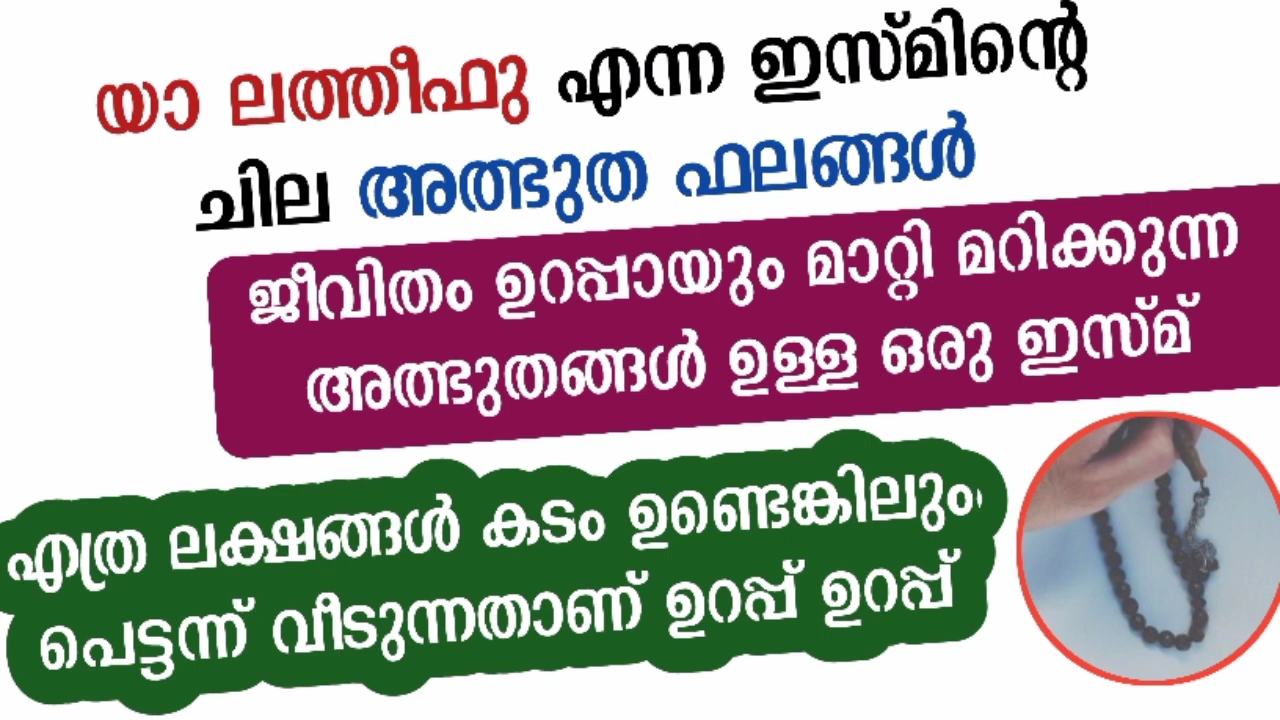 യാ ലത്തീഫു എന്ന ഇസ്മിന്റെ
ചില അത്ഭുത ഫലങ്ങൾ
ജീവിതം ഉറപ്പായും മാറ്റി മറിക്കുന്ന
അത്ഭുതങ്ങൾ ഉള്ള ഒരു ഇസ്മ്
എത്ര ലക്ഷങ്ങൾ കടം ഉണ്ടെങ്കിലും
പെട്ടന്ന് വീടുന്നതാണ് ഉറപ്പ് ഉറപ്പ്